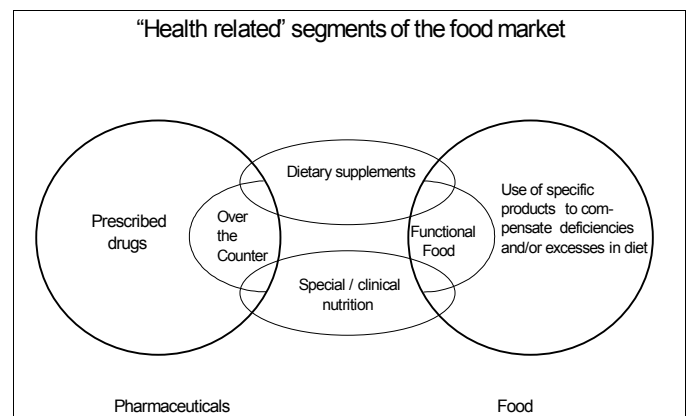 “Health related” segments of the food market
Dietary supplements
Prescribed
drugs
Over
the
Counter
Functional
Food
Use of specific
products to com-
pensate deficiencies
and/or excesses in diet
Special / clinical
nutrition
Pharmaceuticals
Food